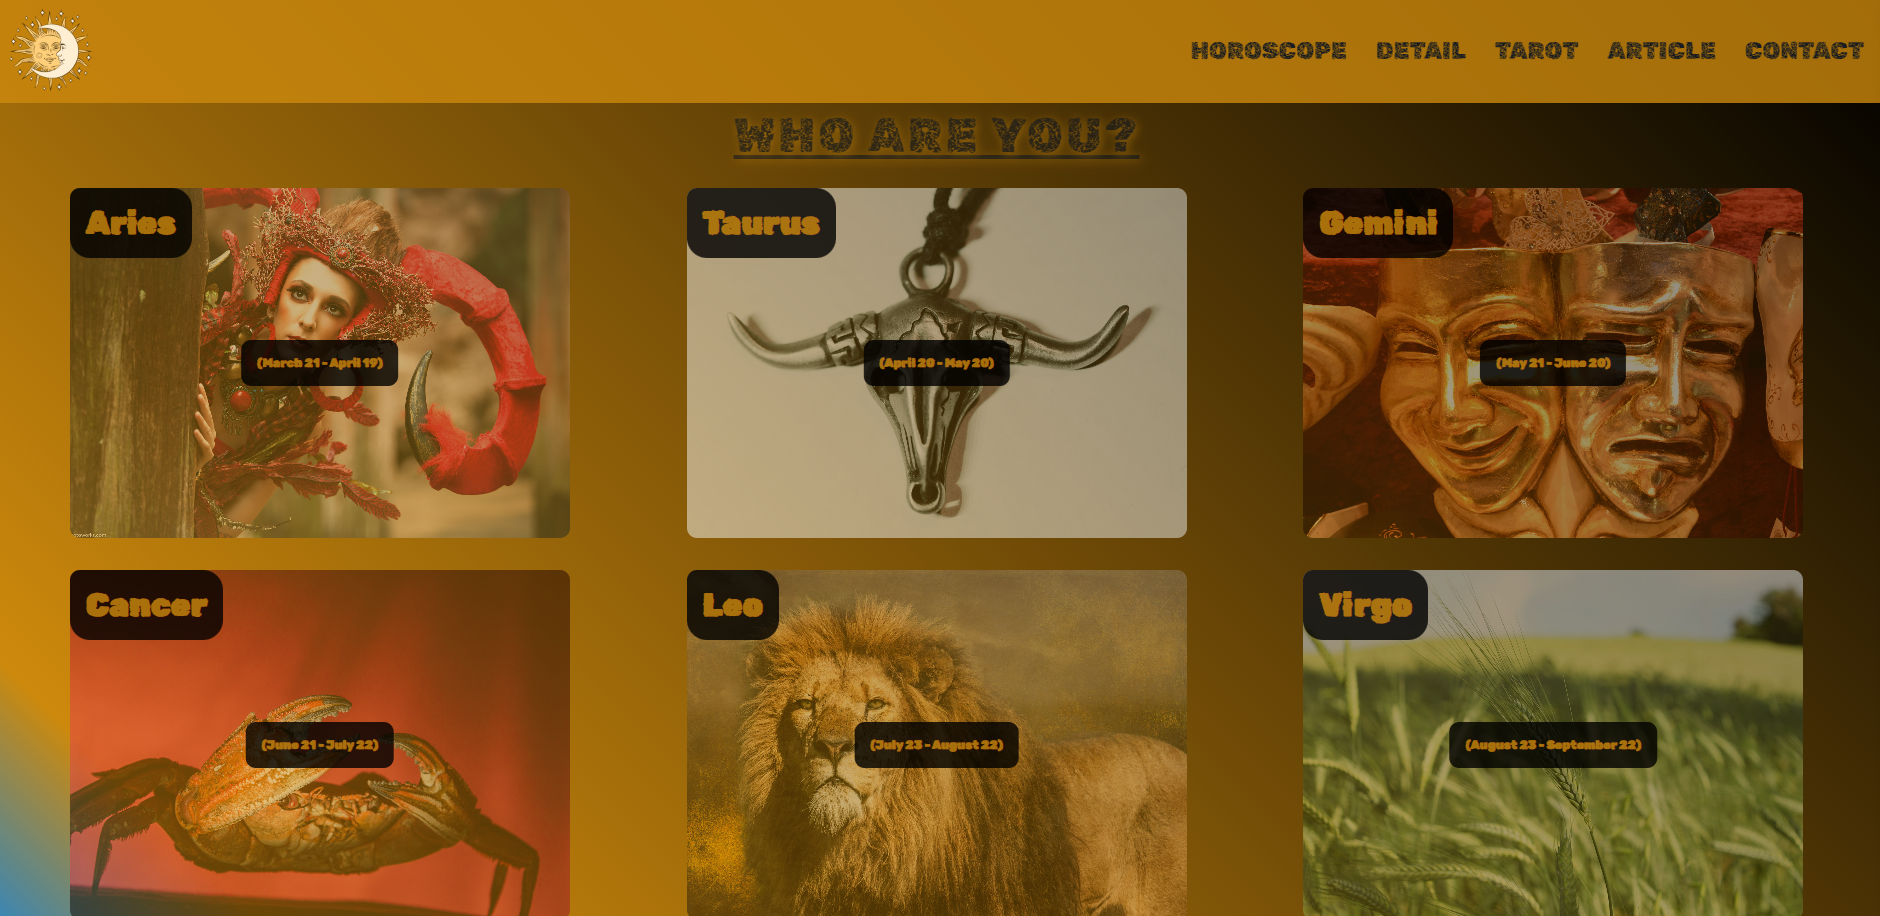 HOROSCOPE DETAIL TAROT ARTICLE CONTACT
WHO ARE YOU?
Aries
Taurus
Gemini
(March 21 - April 19)
(April 20 - May 20)
(May 21 - June 20)
Cancer
Leo
Virgo
(June 21 - July 22)
(July 23 - August 22)
(August 23 - September 22)